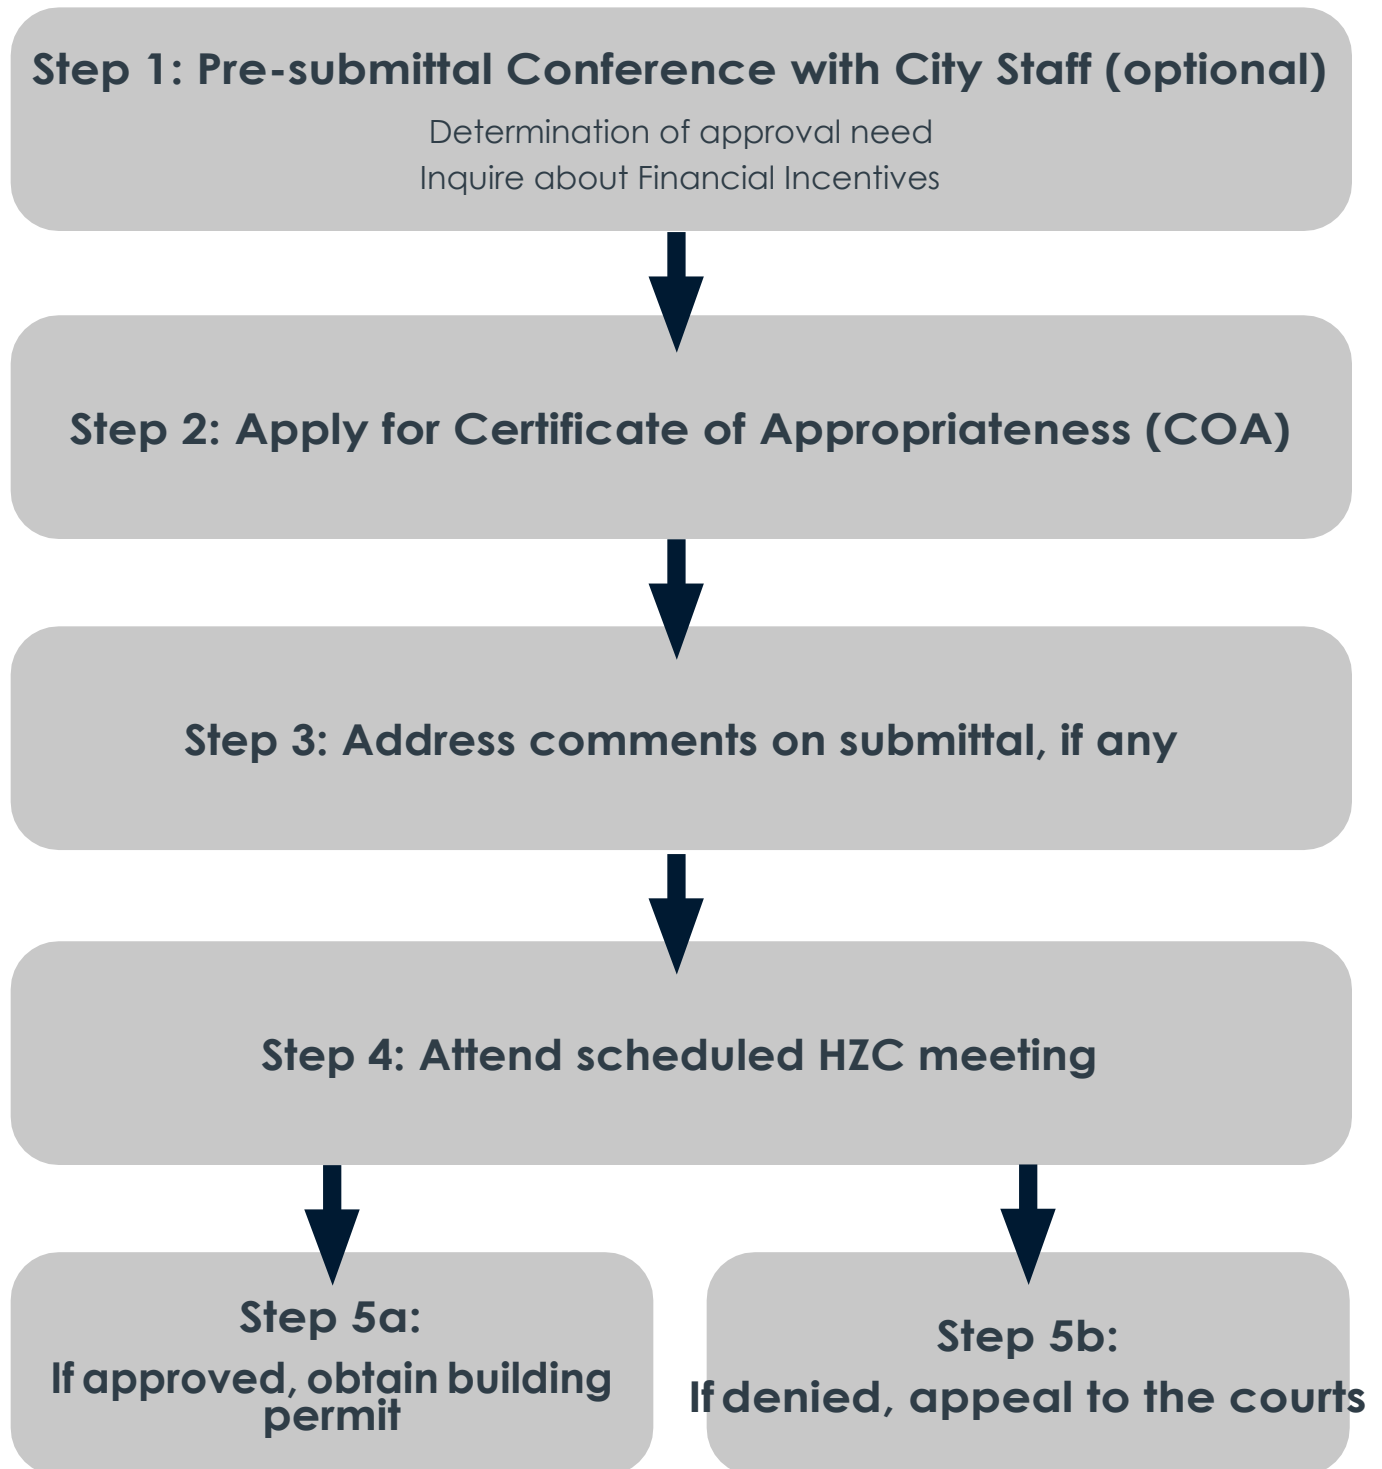 Step 1: Pre-submittal Conference with City Staff (optional)
Determination of approval need
Inquire about Financial Incentives
Step 2: Apply for Certificate of Appropriateness (COA)
Step 3: Address comments on submittal, if any
Step 4: Attend scheduled HZC meeting
Step 5a:
If approved, obtain building
permit
Step 5b:
If denied, appeal to the courts